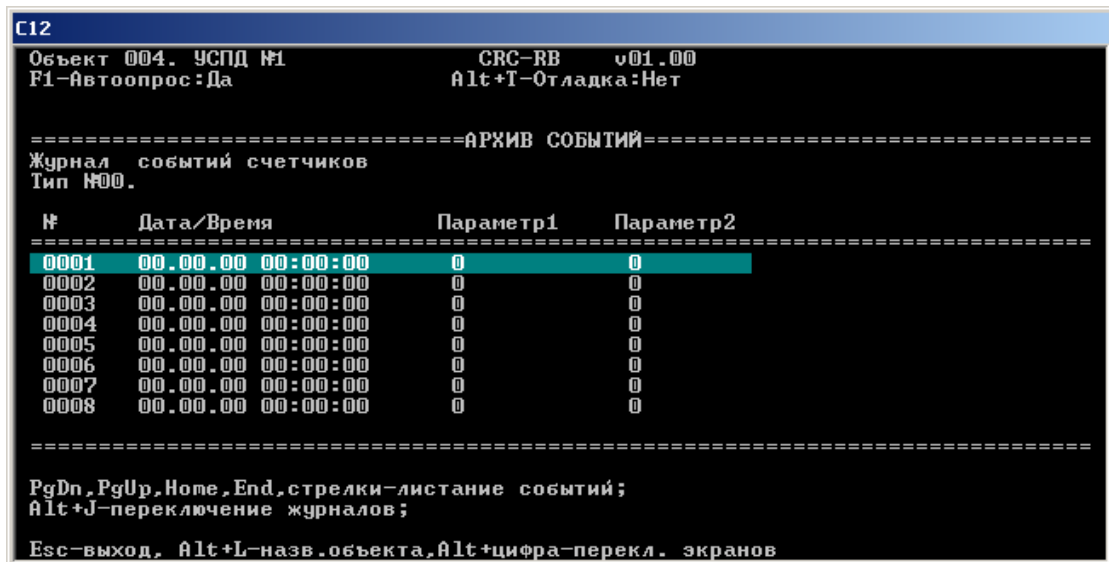 C12
Объект 004. УСПД №1 CRC-RB v01.00
F1-Автоопрос:Да Alt+T-Отладка:Нет
================================АРХИВ СОБЫТИЙ=================================
Журнал событий счетчиков
Тип №00.
№ Дата/Время Параметр1 Параметр2
===============================================================================
0001 00.00.00 00:00:00 0 0
0002 00.00.00 00:00:00 0 0
0003 00.00.00 00:00:00 0 0
0004 00.00.00 00:00:00 0 0
0005 00.00.00 00:00:00 0 0
0006 00.00.00 00:00:00 0 0
0007 00.00.00 00:00:00 0 0
0008 00.00.00 00:00:00 0 0
===============================================================================
PgDn,PgUp,Home,End,стрелки-листание событий;
Alt+J-переключение журналов;
Esc-выход, Alt+L-назв.объекта,Alt+цифра-перекл. экранов